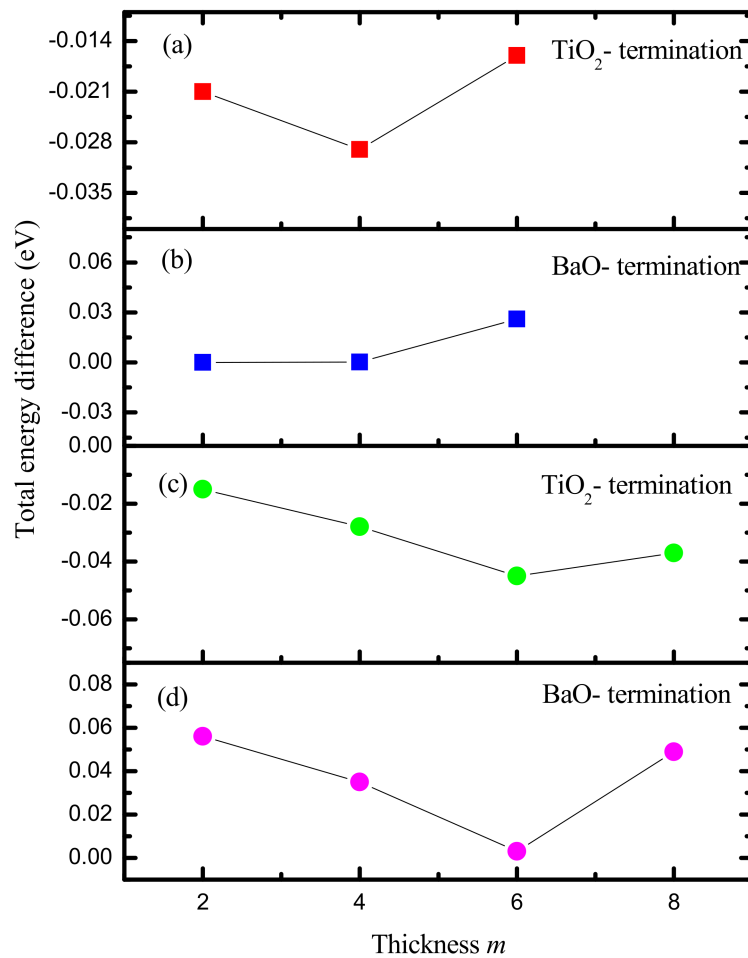 Total energy difference (eV)
(a)
TiO₂- termination
-0.014
-0.021
-0.028
-0.035
(b)
BaO- termination
0.06
0.03
0.00
-0.03
0.00
(c)
TiO₂- termination
-0.02
-0.04
-0.06
(d)
BaO- termination
0.08
0.06
0.04
0.02
0.00
2 4 6 8
Thickness m